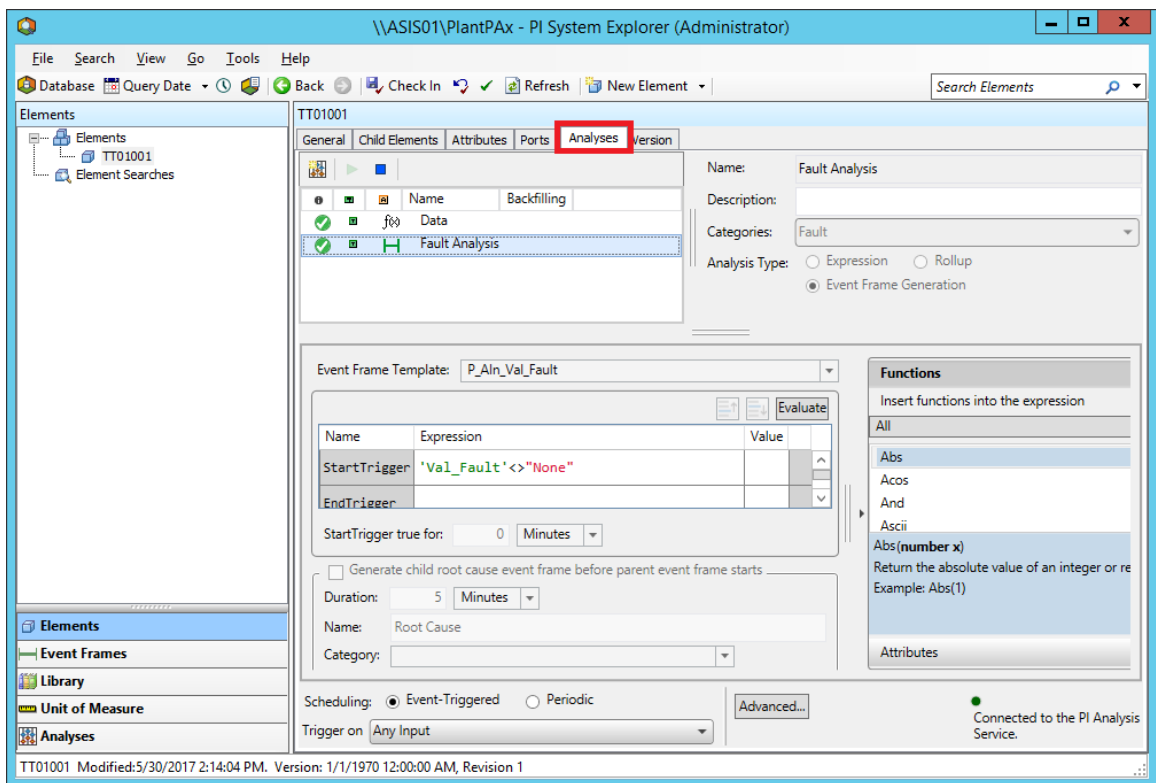 \\ASIS01\PlantPAx - PI System Explorer (Administrator)
File Search View Go Tools Help
Database Query Date Back Check In Refresh New Element Search Elements
Elements
Elements
TT01001
Element Searches
TT01001
General Child Elements Attributes Ports Analyses Version
Name Backfilling
f(x) Data
Fault Analysis
Name: Fault Analysis
Description:
Categories: Fault
Analysis Type: Expression Rollup
Event Frame Generation
Event Frame Template: P_AIn_Val_Fault
Evaluate
Name Expression Value
StartTrigger 'Val_Fault'<>"None"
EndTrigger
StartTrigger true for: 0 Minutes
Generate child root cause event frame before parent event frame starts
Duration: 5 Minutes
Name: Root Cause
Category:
Functions
Insert functions into the expression
All
Abs
Acos
And
Ascii
Abs(number x)
Return the absolute value of an integer or re
Example: Abs(1)
Attributes
Elements
Event Frames
Library
Unit of Measure
Analyses
Scheduling: Event-Triggered Periodic
Trigger on Any Input
Advanced...
Connected to the PI Analysis
Service.
TT01001 Modified:5/30/2017 2:14:04 PM. Version: 1/1/1970 12:00:00 AM, Revision 1